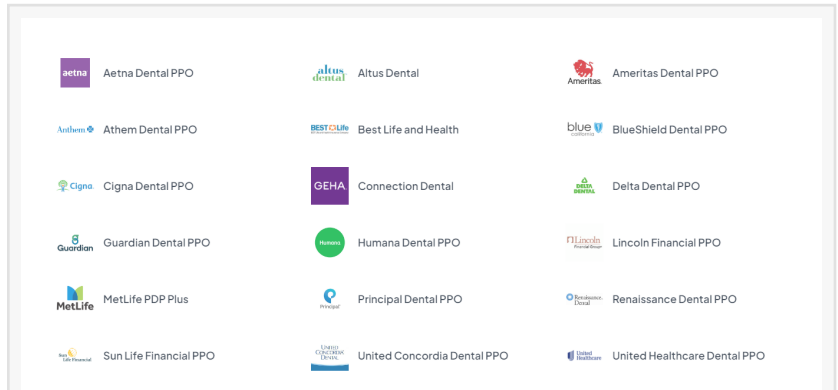 aetna Aetna Dental PPO
altus dental Altus Dental
Ameritas Ameritas Dental PPO
Anthem Athem Dental PPO
BEST Life Best Life and Health
blue california BlueShield Dental PPO
Cigna Cigna Dental PPO
GEHA Connection Dental
DELTA DENTAL Delta Dental PPO
Guardian Guardian Dental PPO
Humana Humana Dental PPO
Lincoln Financial Group Lincoln Financial PPO
MetLife MetLife PDP Plus
Principal Principal Dental PPO
Renaissance Dental Renaissance Dental PPO
Sun Life Financial Sun Life Financial PPO
UNITED CONCORDIA DENTAL United Concordia Dental PPO
United Healthcare United Healthcare Dental PPO